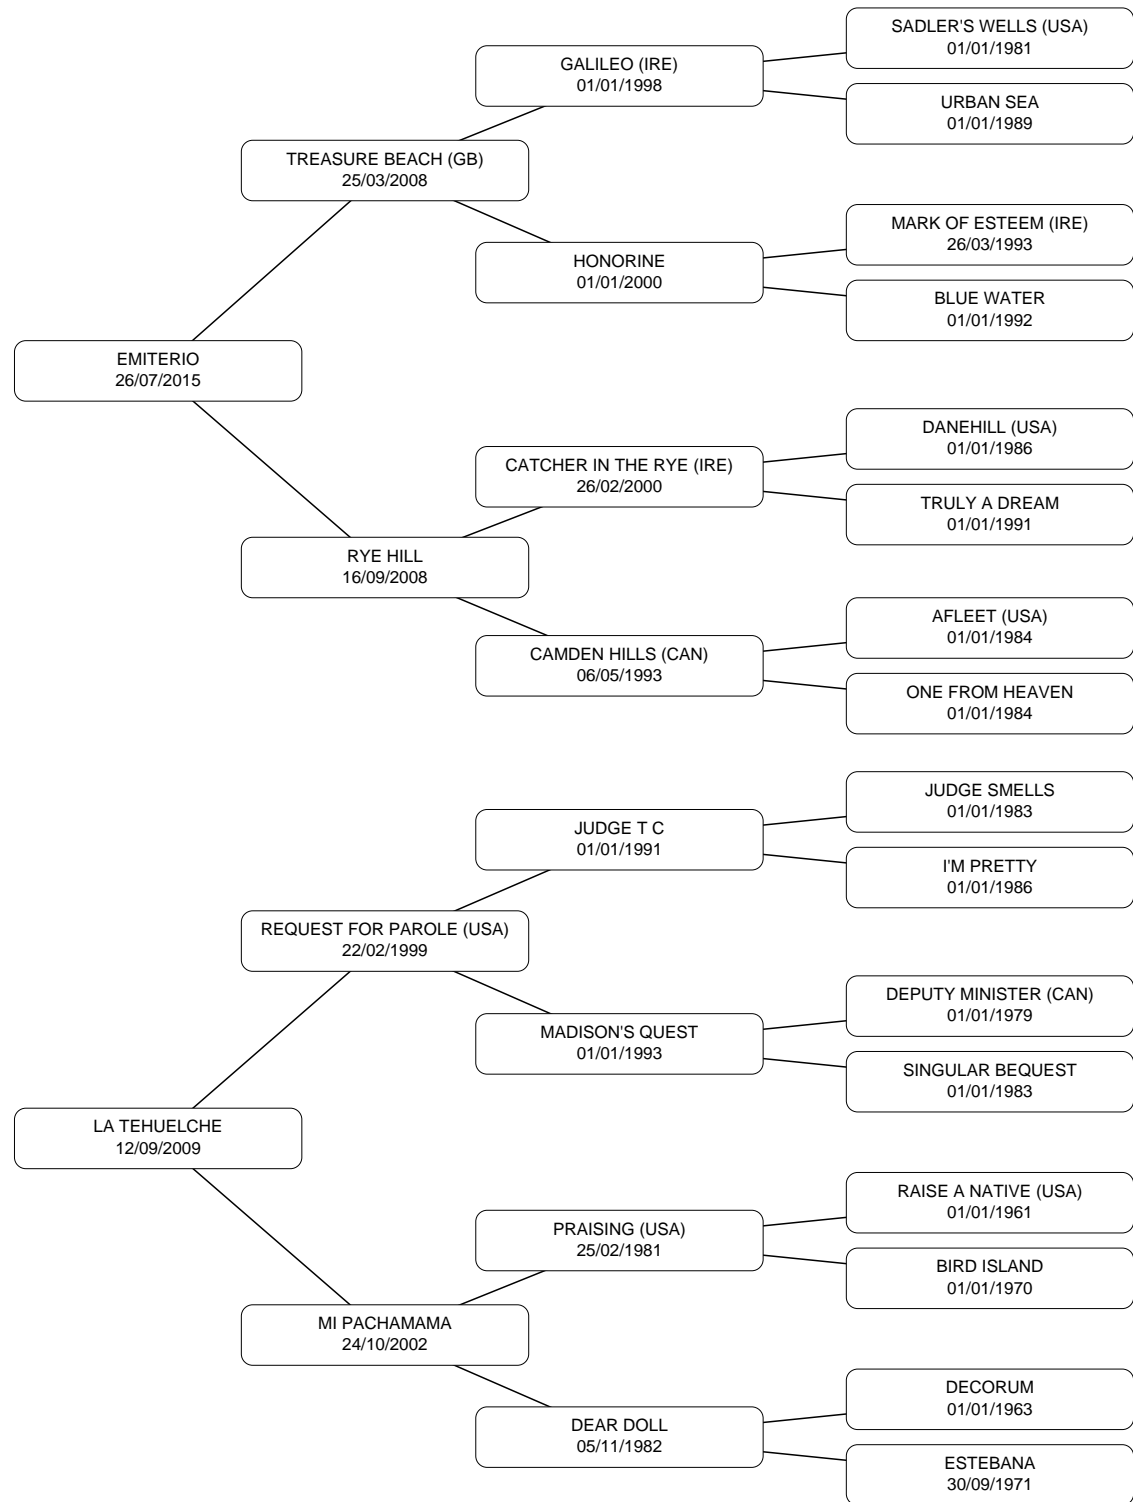 SADLER'S WELLS (USA)
01/01/1981
GALILEO (IRE)
01/01/1998
URBAN SEA
01/01/1989
TREASURE BEACH (GB)
25/03/2008
MARK OF ESTEEM (IRE)
26/03/1993
HONORINE
01/01/2000
BLUE WATER
01/01/1992
EMITERIO
26/07/2015
DANEHILL (USA)
01/01/1986
CATCHER IN THE RYE (IRE)
26/02/2000
TRULY A DREAM
01/01/1991
RYE HILL
16/09/2008
AFLEET (USA)
01/01/1984
CAMDEN HILLS (CAN)
06/05/1993
ONE FROM HEAVEN
01/01/1984
JUDGE SMELLS
01/01/1983
JUDGE T C
01/01/1991
I'M PRETTY
01/01/1986
REQUEST FOR PAROLE (USA)
22/02/1999
DEPUTY MINISTER (CAN)
01/01/1979
MADISON'S QUEST
01/01/1993
SINGULAR BEQUEST
01/01/1983
LA TEHUELCHE
12/09/2009
RAISE A NATIVE (USA)
01/01/1961
PRAISING (USA)
25/02/1981
BIRD ISLAND
01/01/1970
MI PACHAMAMA
24/10/2002
DECORUM
01/01/1963
DEAR DOLL
05/11/1982
ESTEBANA
30/09/1971